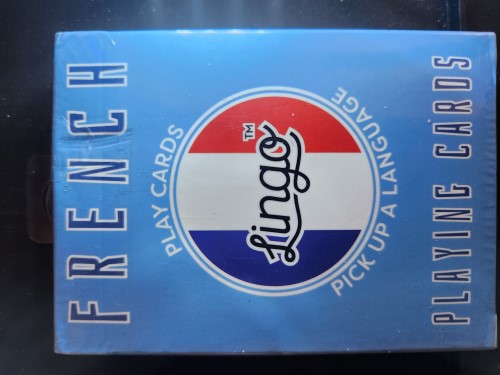 FRENCH
PLAY CARDS
Lingo™
PICK UP A LANGUAGE
PLAYING CARDS